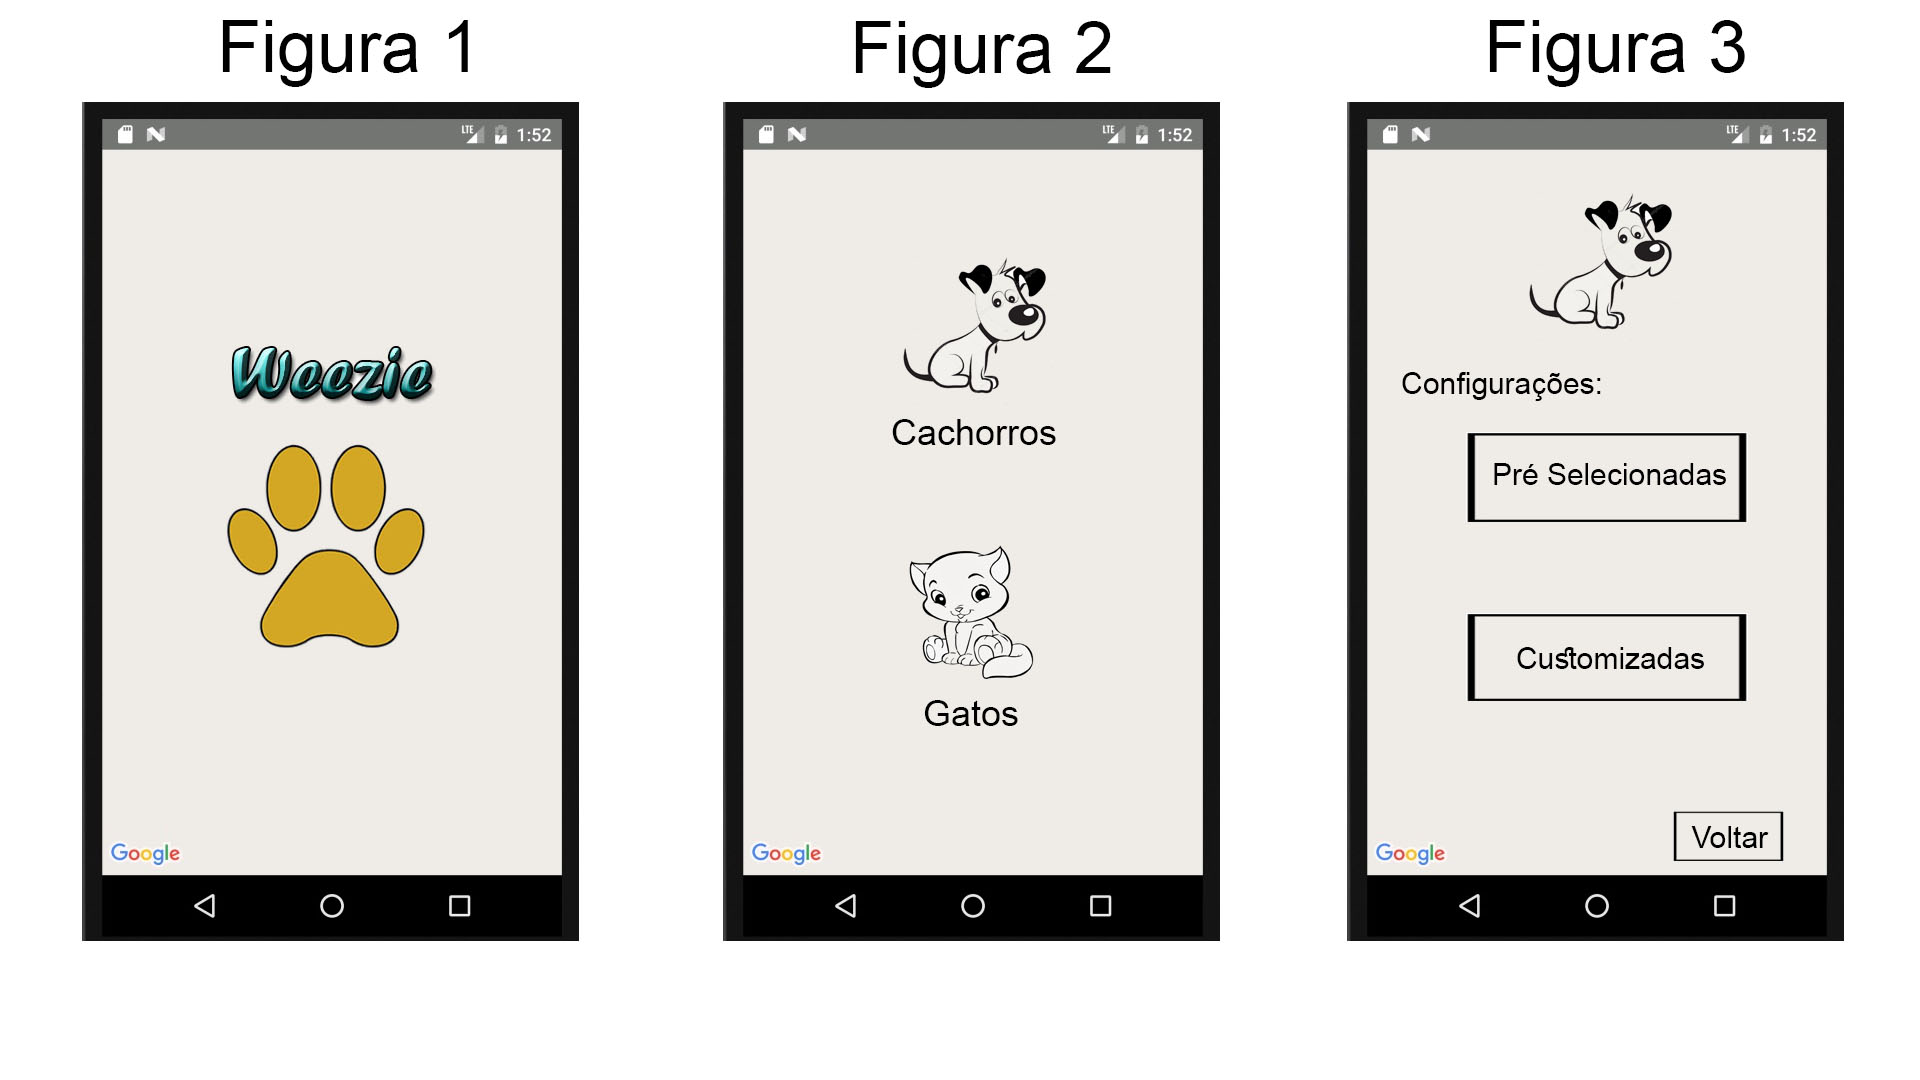 Figura 1
LTE 1:52
Weezie
Google
Figura 2
LTE 1:52
Cachorros
Gatos
Google
Figura 3
LTE 1:52
Configurações:
Pré Selecionadas
Customizadas
Voltar
Google